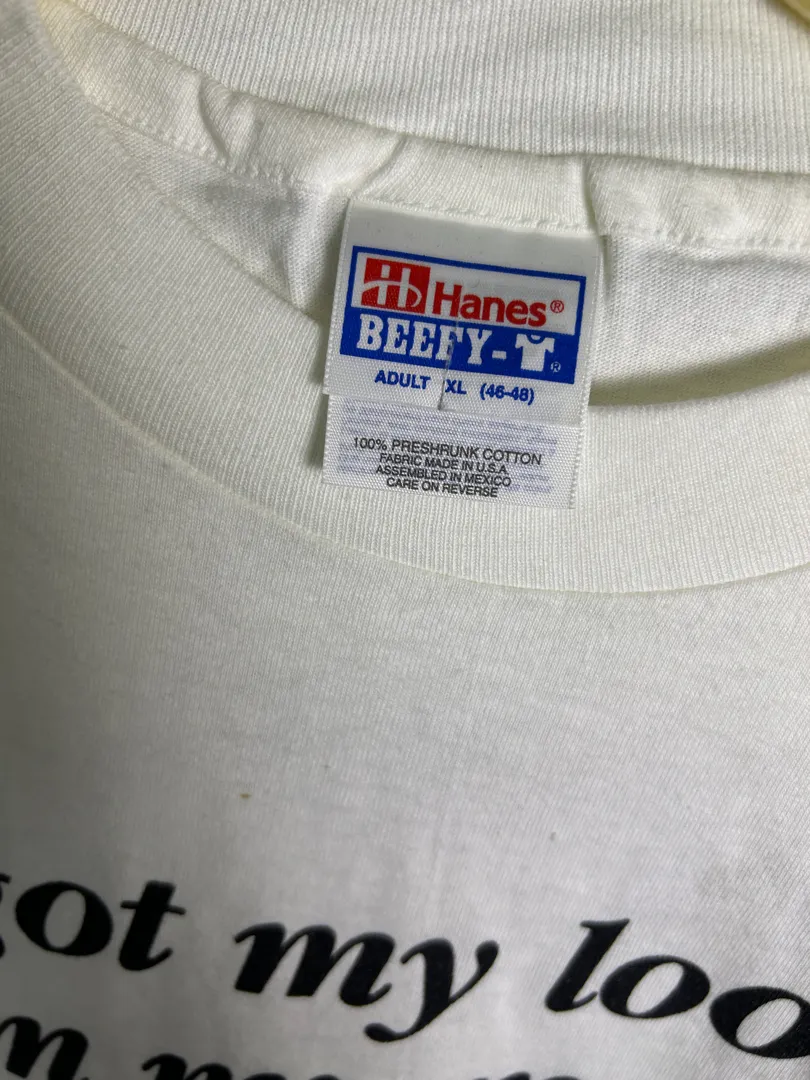 Hanes®
BEEFY-T®
ADULT XL (46-48)
100% PRESHRUNK COTTON
FABRIC MADE IN U.S.A
ASSEMBLED IN MEXICO
CARE ON REVERSE
got my loo